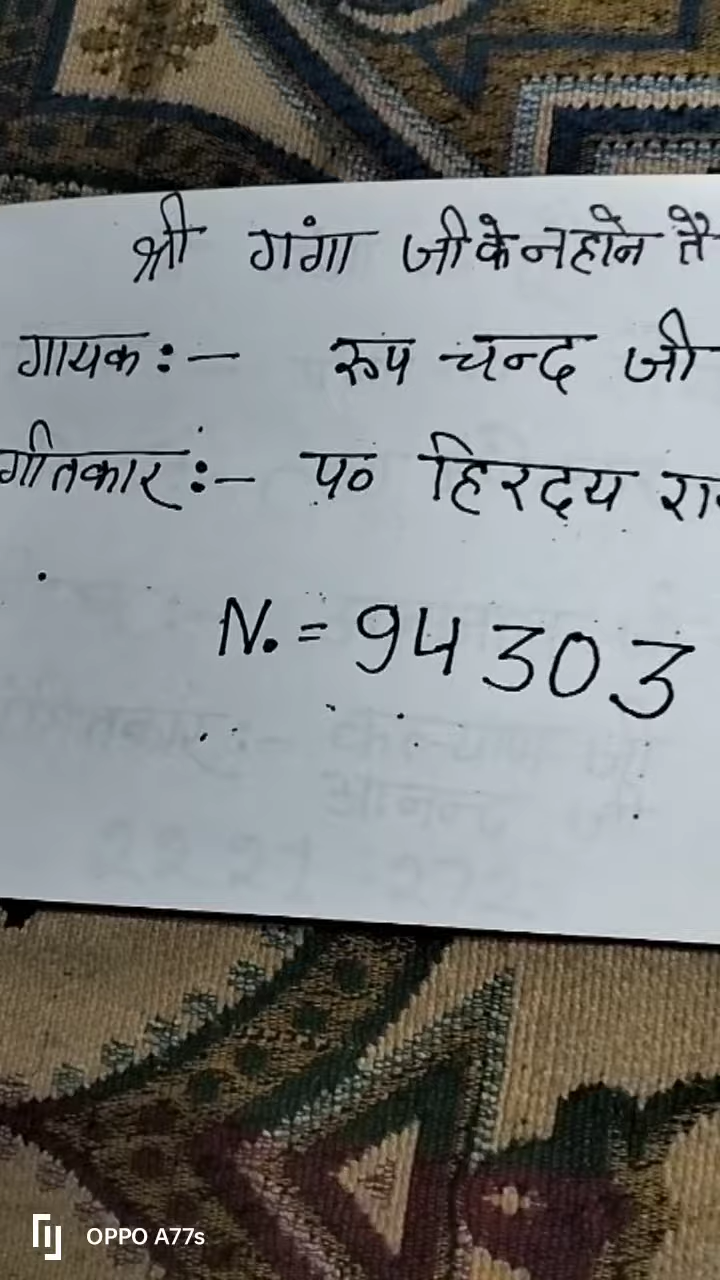 श्री गंगा जी के नहाने तै
गायक :- रूप चन्द जी
गीतकार :- प० हिरदय
N. = 94303
OPPO A77s